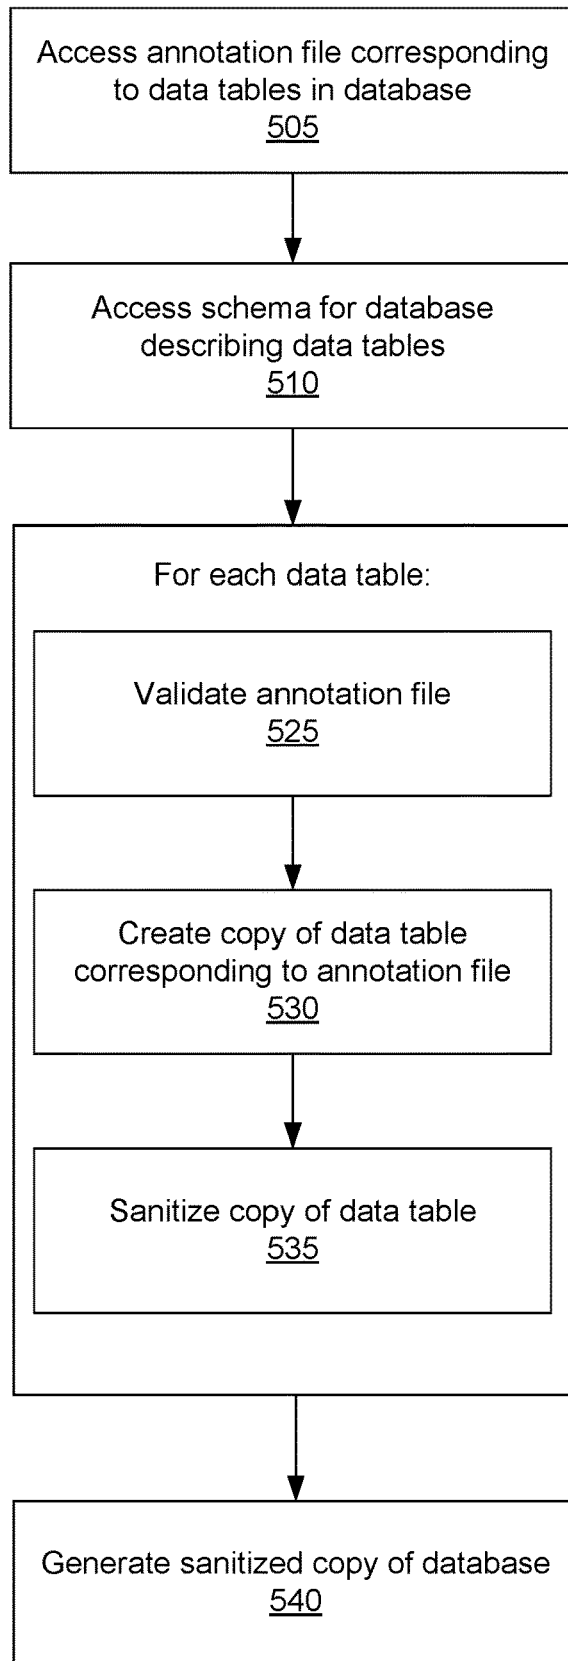 Access annotation file corresponding
to data tables in database
505
Access schema for database
describing data tables
510
For each data table:
Validate annotation file
525
Create copy of data table
corresponding to annotation file
530
Sanitize copy of data table
535
Generate sanitized copy of database
540